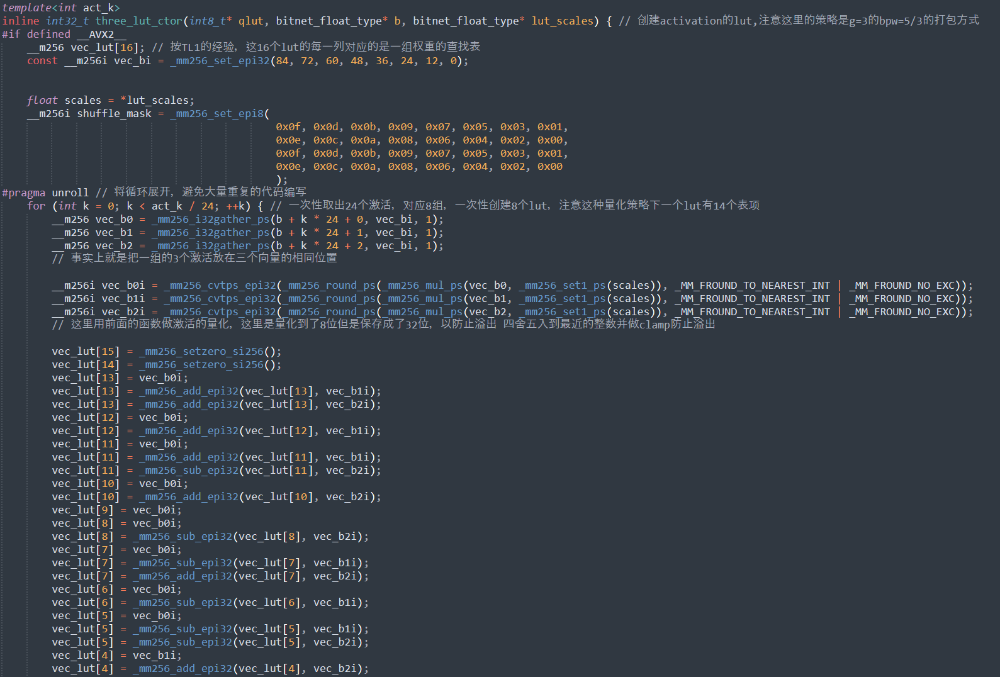 template<int act_k>
inline int32_t three_lut_ctor(int8_t* qlut, bitnet_float_type* b, bitnet_float_type* lut_scales) { // 创建activation的lut,注意这里的策略是g=3的bpw=5/3的打包方式
#if defined __AVX2__
    __m256 vec_lut[16]; // 按TL1的经验, 这16个lut的每一列对应的是一组权重的查找表
    const __m256i vec_bi = _mm256_set_epi32(84, 72, 60, 48, 36, 24, 12, 0);
    float scales = *lut_scales;
    __m256i shuffle_mask = _mm256_set_epi8(
                                            0x0f, 0x0d, 0x0b, 0x09, 0x07, 0x05, 0x03, 0x01,
                                            0x0e, 0x0c, 0x0a, 0x08, 0x06, 0x04, 0x02, 0x00,
                                            0x0f, 0x0d, 0x0b, 0x09, 0x07, 0x05, 0x03, 0x01,
                                            0x0e, 0x0c, 0x0a, 0x08, 0x06, 0x04, 0x02, 0x00
                                            );
#pragma unroll // 将循环展开, 避免大量重复的代码编写
    for (int k = 0; k < act_k / 24; ++k) { // 一次性取出24个激活, 对应8组, 一次性创建8个lut, 注意这种量化策略下一个lut有14个表项
        __m256 vec_b0 = _mm256_i32gather_ps(b + k * 24 + 0, vec_bi, 1);
        __m256 vec_b1 = _mm256_i32gather_ps(b + k * 24 + 1, vec_bi, 1);
        __m256 vec_b2 = _mm256_i32gather_ps(b + k * 24 + 2, vec_bi, 1);
        // 事实上就是把一组的3个激活放在三个向量的相同位置
        __m256i vec_b0i = _mm256_cvtps_epi32(_mm256_round_ps(_mm256_mul_ps(vec_b0, _mm256_set1_ps(scales)), _MM_FROUND_TO_NEAREST_INT | _MM_FROUND_NO_EXC));
        __m256i vec_b1i = _mm256_cvtps_epi32(_mm256_round_ps(_mm256_mul_ps(vec_b1, _mm256_set1_ps(scales)), _MM_FROUND_TO_NEAREST_INT | _MM_FROUND_NO_EXC));
        __m256i vec_b2i = _mm256_cvtps_epi32(_mm256_round_ps(_mm256_mul_ps(vec_b2, _mm256_set1_ps(scales)), _MM_FROUND_TO_NEAREST_INT | _MM_FROUND_NO_EXC));
        // 这里用前面的函数做激活的量化, 这里是量化到了8位但是保存成了32位, 以防止溢出 四舍五入到最近的整数并做clamp防止溢出
        vec_lut[15] = _mm256_setzero_si256();
        vec_lut[14] = _mm256_setzero_si256();
        vec_lut[13] = vec_b0i;
        vec_lut[13] = _mm256_add_epi32(vec_lut[13], vec_b1i);
        vec_lut[13] = _mm256_add_epi32(vec_lut[13], vec_b2i);
        vec_lut[12] = vec_b0i;
        vec_lut[12] = _mm256_add_epi32(vec_lut[12], vec_b1i);
        vec_lut[11] = vec_b0i;
        vec_lut[11] = _mm256_add_epi32(vec_lut[11], vec_b1i);
        vec_lut[11] = _mm256_sub_epi32(vec_lut[11], vec_b2i);
        vec_lut[10] = vec_b0i;
        vec_lut[10] = _mm256_add_epi32(vec_lut[10], vec_b2i);
        vec_lut[9] = vec_b0i;
        vec_lut[8] = vec_b0i;
        vec_lut[8] = _mm256_sub_epi32(vec_lut[8], vec_b2i);
        vec_lut[7] = vec_b0i;
        vec_lut[7] = _mm256_sub_epi32(vec_lut[7], vec_b1i);
        vec_lut[7] = _mm256_add_epi32(vec_lut[7], vec_b2i);
        vec_lut[6] = vec_b0i;
        vec_lut[6] = _mm256_sub_epi32(vec_lut[6], vec_b1i);
        vec_lut[5] = vec_b0i;
        vec_lut[5] = _mm256_sub_epi32(vec_lut[5], vec_b1i);
        vec_lut[5] = _mm256_sub_epi32(vec_lut[5], vec_b2i);
        vec_lut[4] = vec_b1i;
        vec_lut[4] = _mm256_add_epi32(vec_lut[4], vec_b2i);